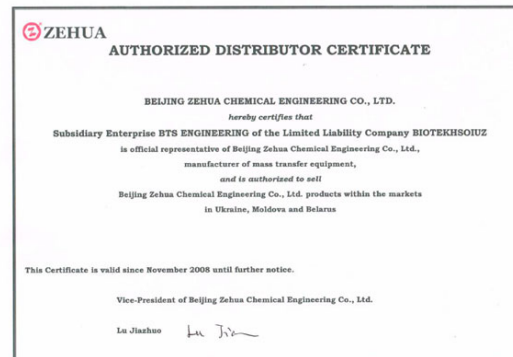 ZEHUA
AUTHORIZED DISTRIBUTOR CERTIFICATE
BEIJING ZEHUA CHEMICAL ENGINEERING CO., LTD.
hereby certifies that
Subsidiary Enterprise BTS ENGINEERING of the Limited Liability Company BIOTEKHSOIUZ
is official representative of Beijing Zehua Chemical Engineering Co., Ltd.,
manufacturer of mass transfer equipment,
and is authorized to sell
Beijing Zehua Chemical Engineering Co., Ltd. products within the markets
in Ukraine, Moldova and Belarus
This Certificate is valid since November 2008 until further notice.
Vice-President of Beijing Zehua Chemical Engineering Co., Ltd.
Lu Jiazhuo